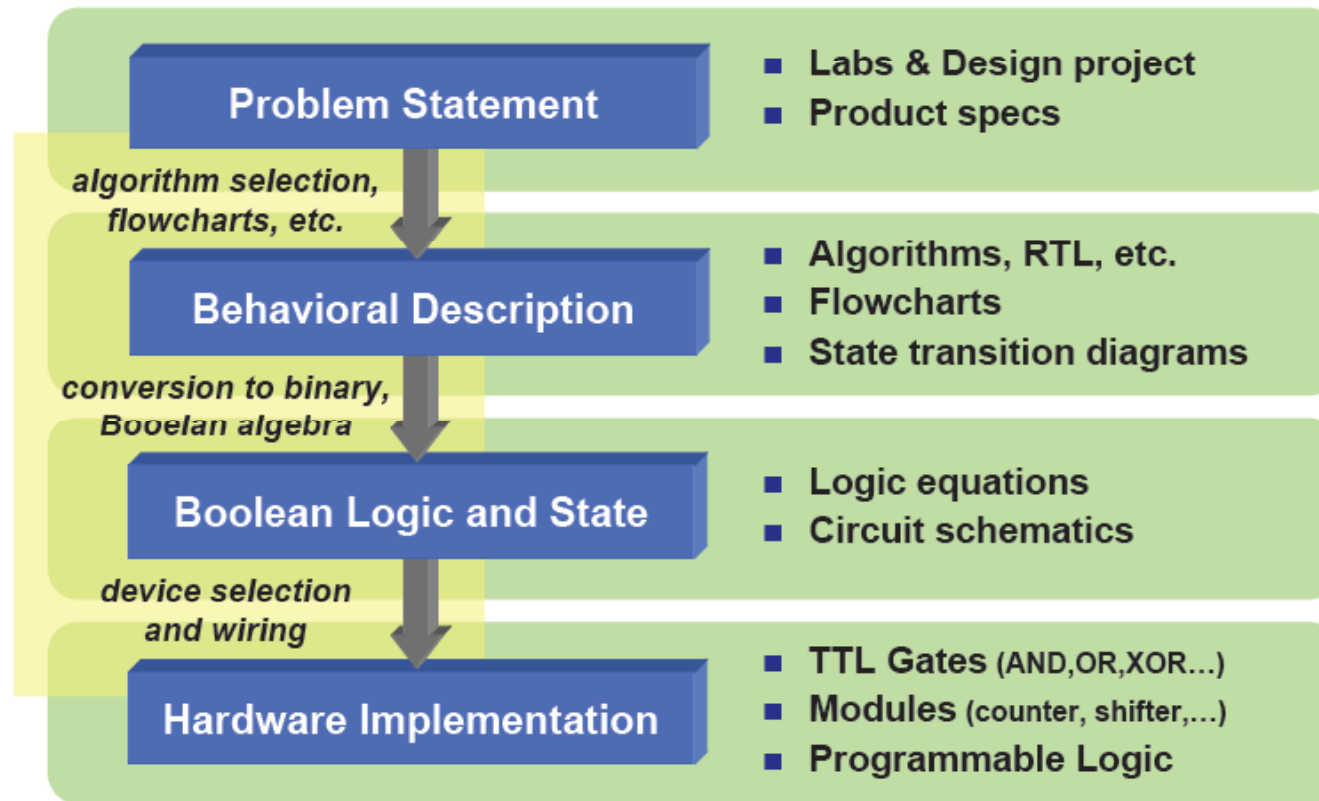 Problem Statement
■ Labs & Design project
■ Product specs
algorithm selection,
flowcharts, etc.
Behavioral Description
■ Algorithms, RTL, etc.
■ Flowcharts
■ State transition diagrams
conversion to binary,
Booelan algebra
Boolean Logic and State
■ Logic equations
■ Circuit schematics
device selection
and wiring
Hardware Implementation
■ TTL Gates (AND,OR,XOR…)
■ Modules (counter, shifter,…)
■ Programmable Logic